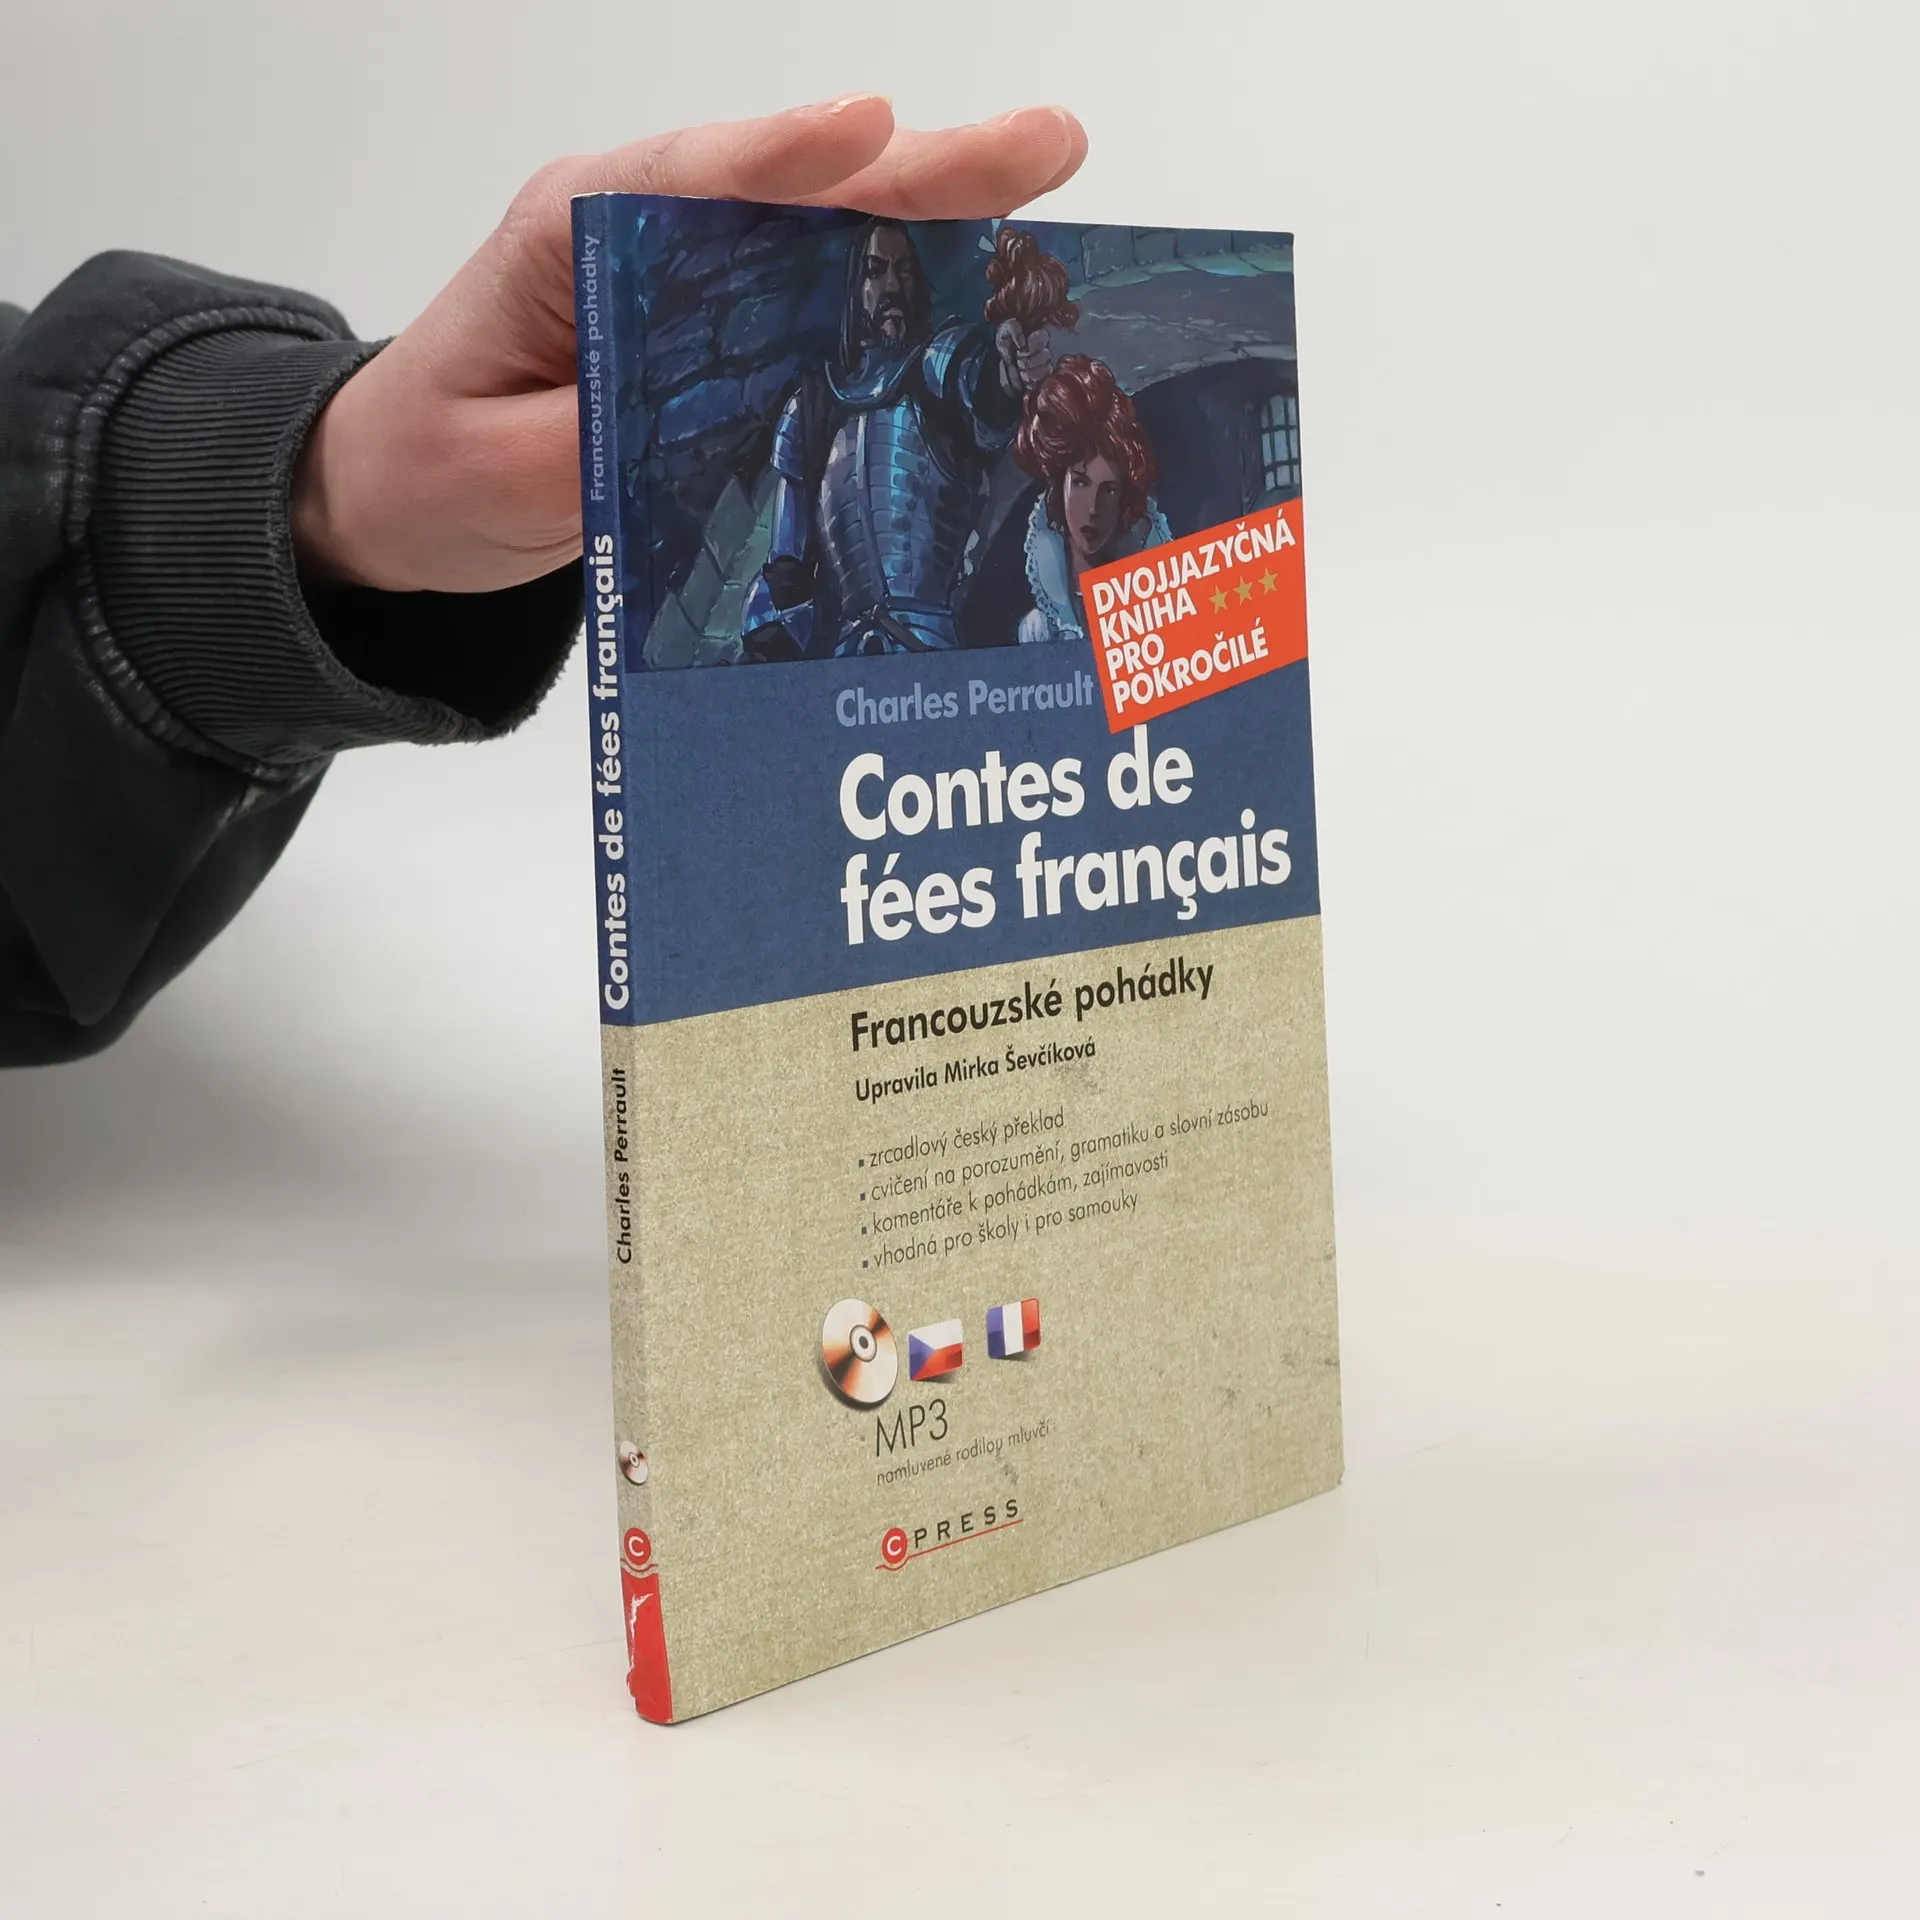 Contes de fées français Francouzské pohádky
Charles Perrault
C
DVOJJAZYČNÁ
KNIHA
PRO
POKROČILÉ
Charles Perrault
Contes de
fées français
Francouzské pohádky
Upravila Mirka Ševčíková
▪ zrcadlový český překlad
▪ cvičení na porozumění, gramatiku a slovní zásobu
▪ komentáře k pohádkám, zajímavosti
▪ vhodná pro školy i pro samouky
MP3
namluvené rodilou mluvčí
CPRESS